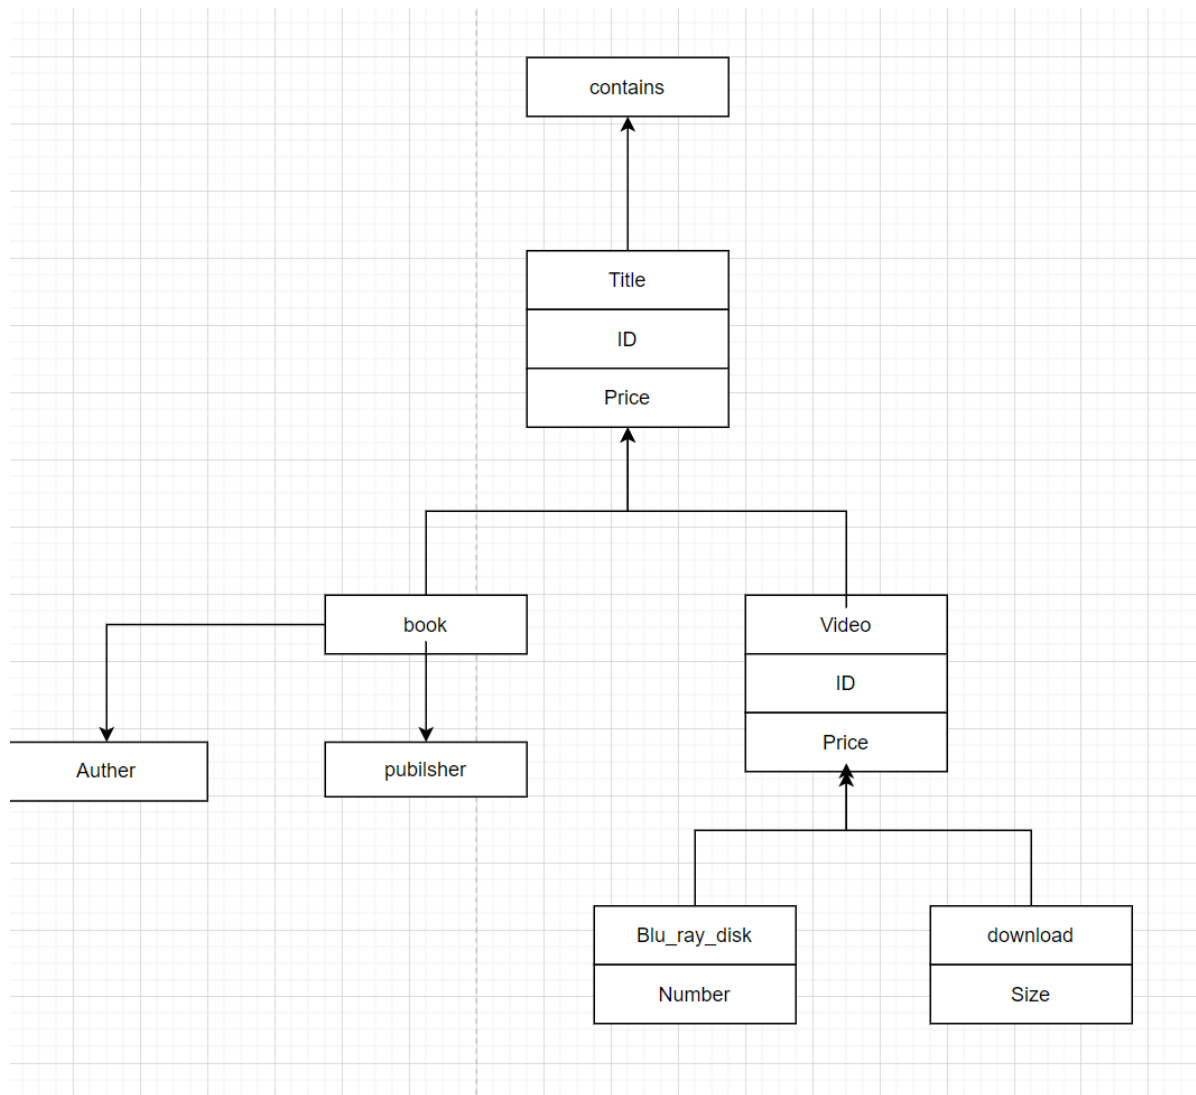 contains
Title
ID
Price
book
Video
ID
Price
Auther
pubilsher
Blu_ray_disk
download
Number
Size